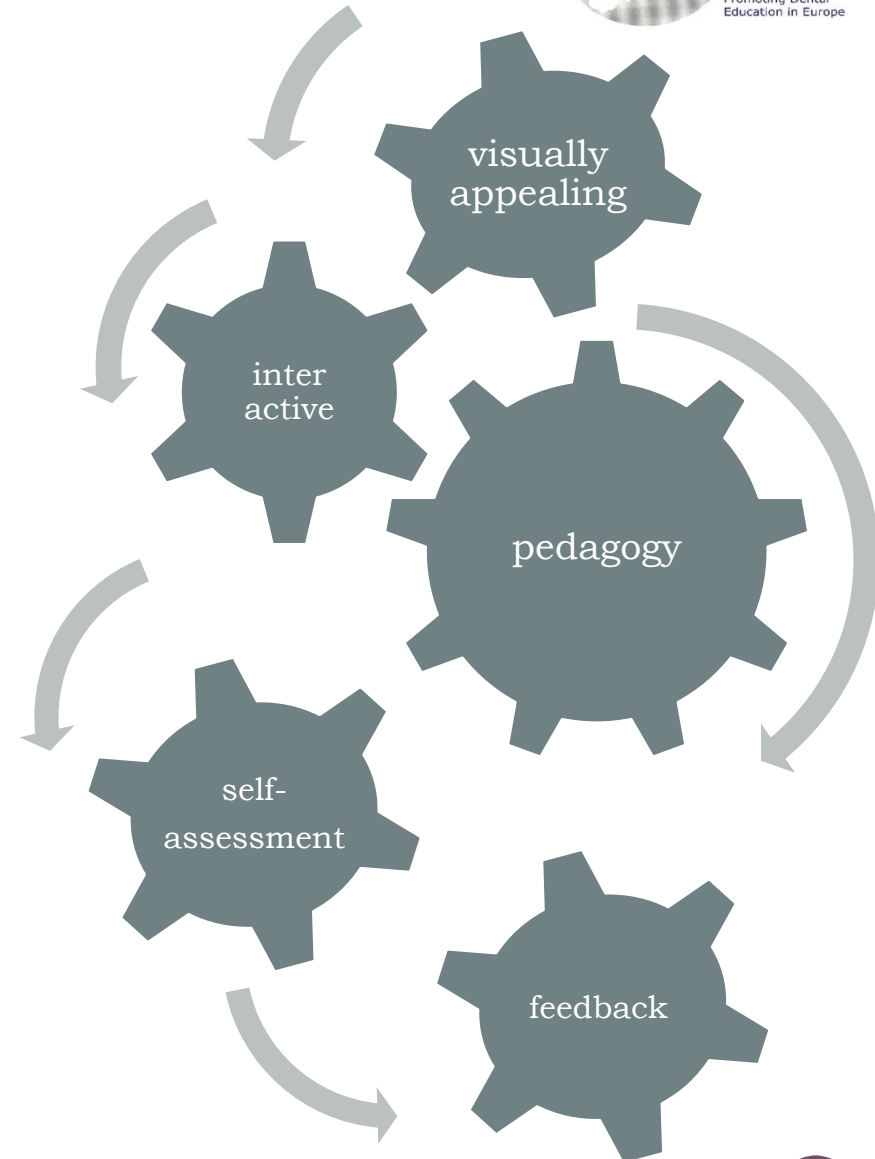 Promoting Dental
Education in Europe
visually
appealing
inter
active
pedagogy
self-
assessment
feedback